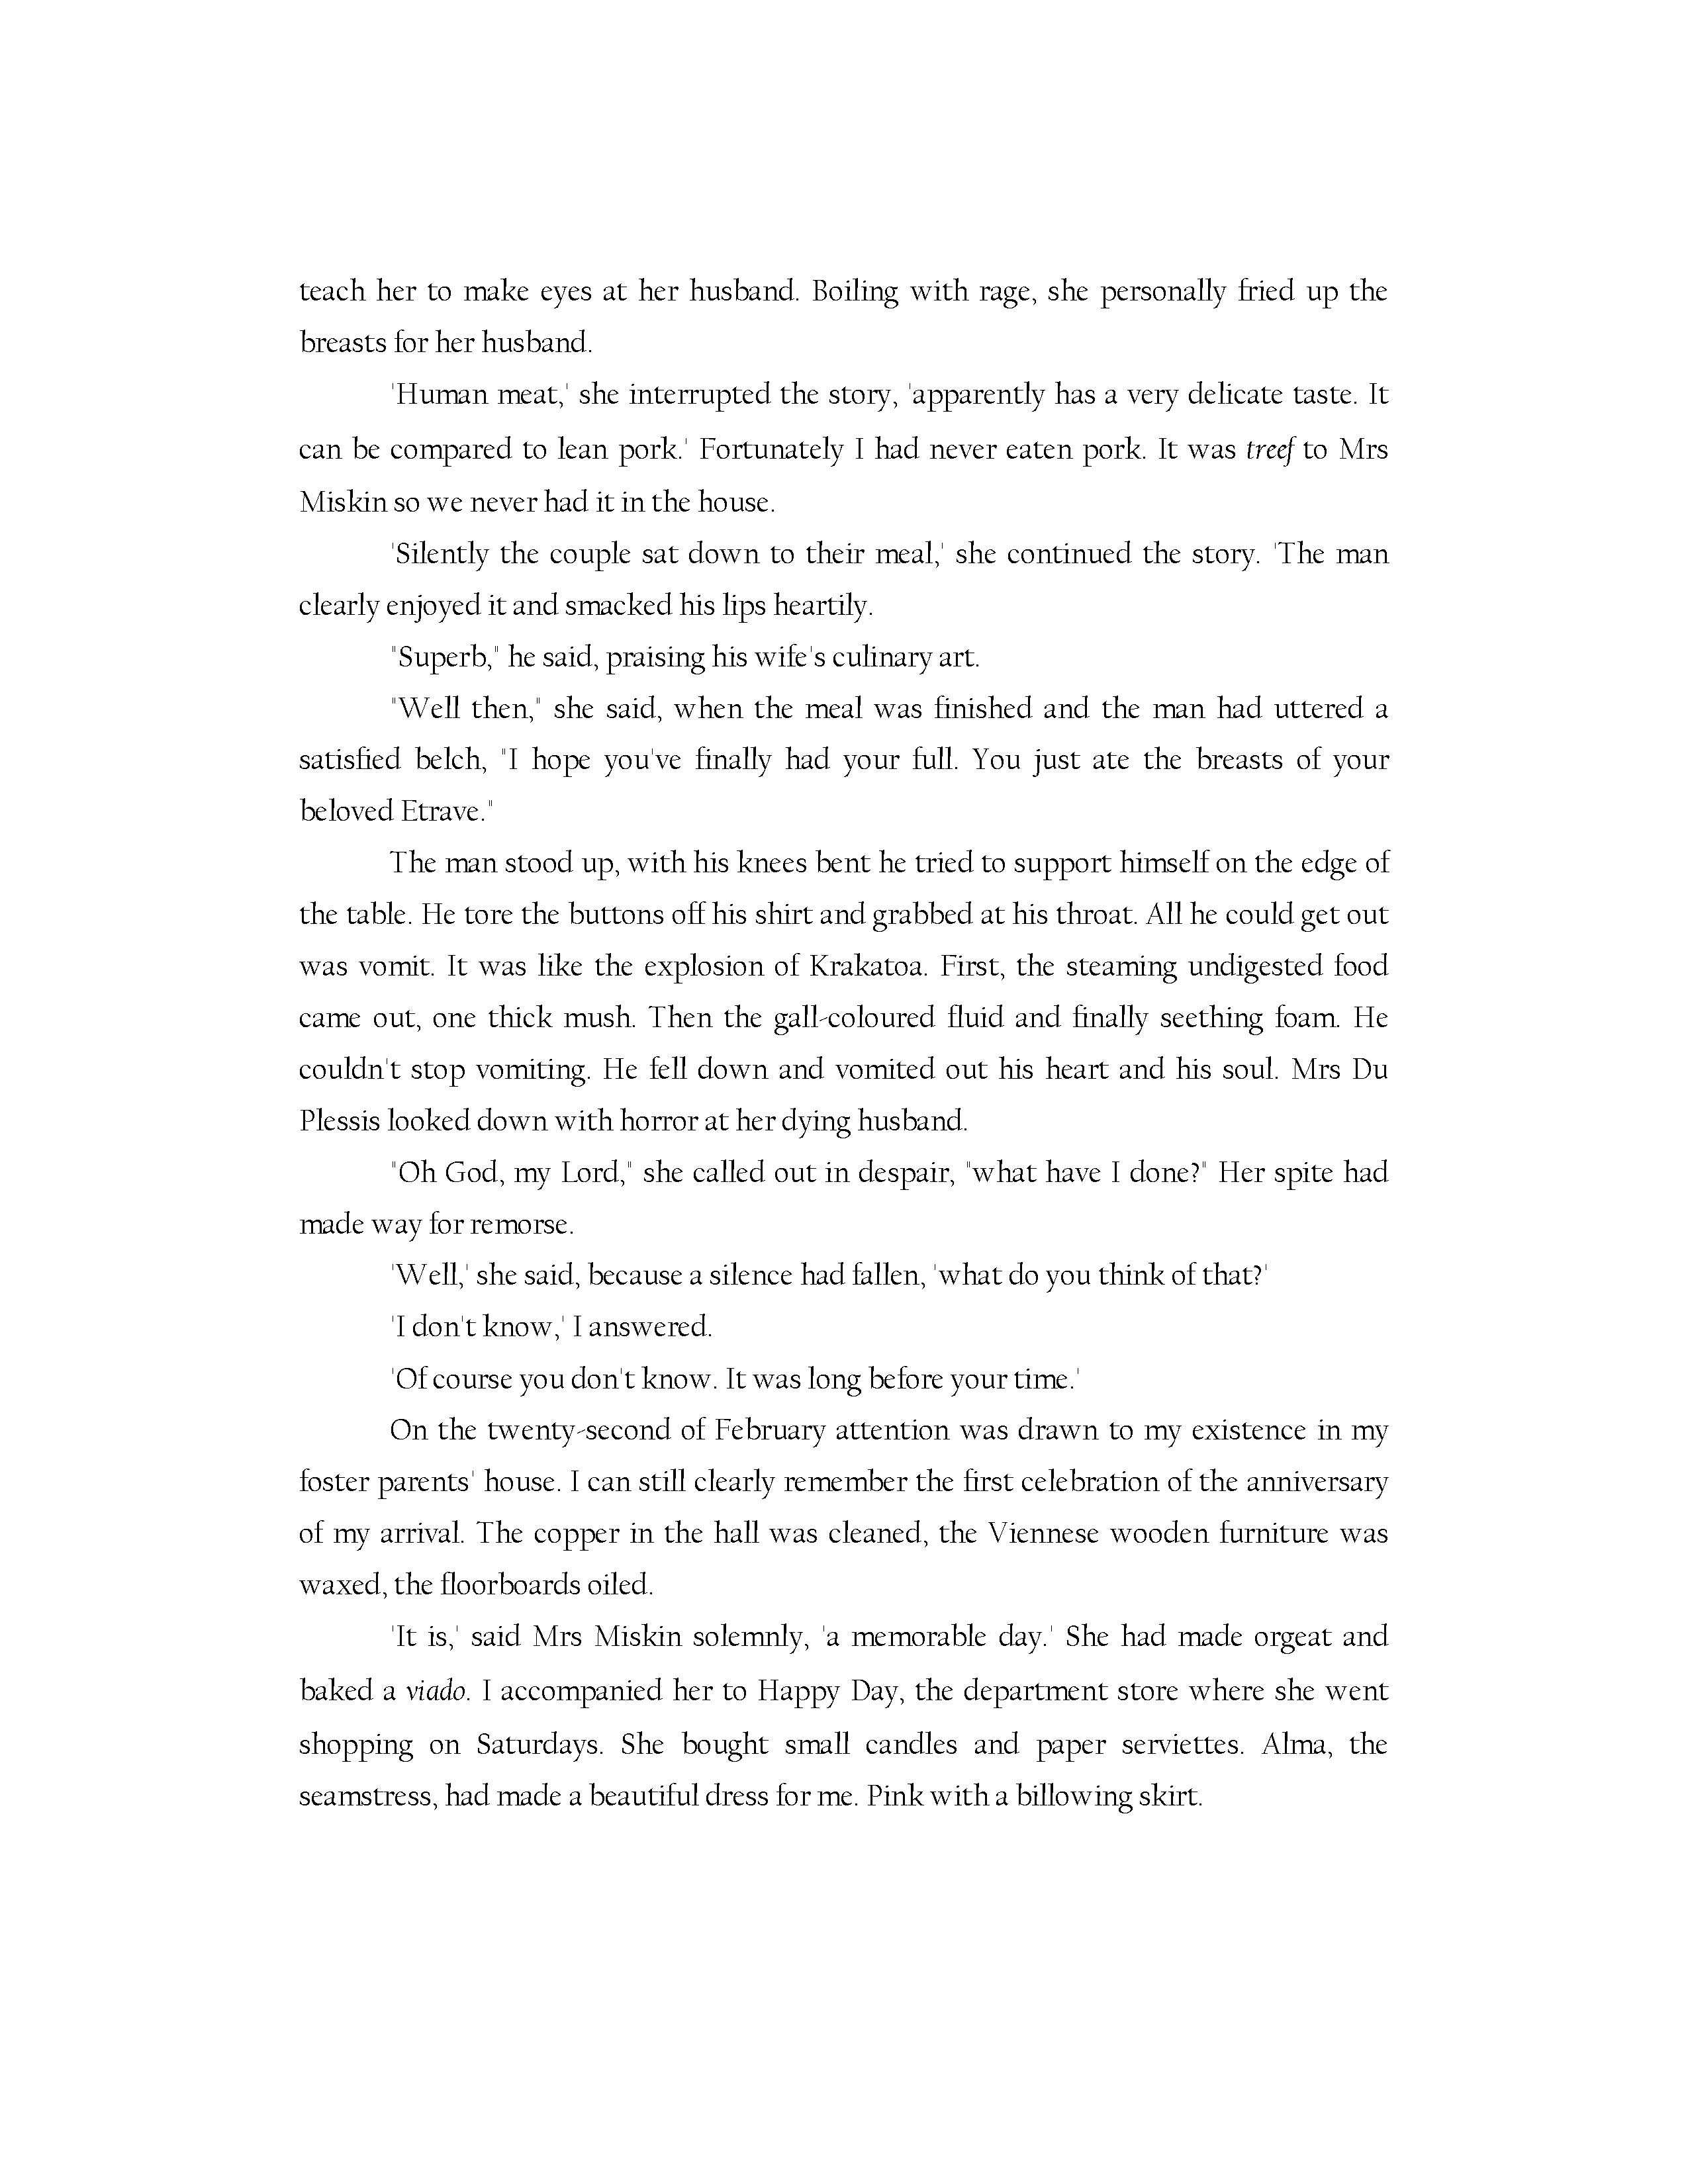 teach her to make eyes at her husband. Boiling with rage, she personally fried up the
breasts for her husband.
'Human meat,' she interrupted the story, 'apparently has a very delicate taste. It
can be compared to lean pork.' Fortunately I had never eaten pork. It was treef to Mrs
Miskin so we never had it in the house.
'Silently the couple sat down to their meal,' she continued the story. 'The man
clearly enjoyed it and smacked his lips heartily.
"Superb," he said, praising his wife's culinary art.
"Well then," she said, when the meal was finished and the man had uttered a
satisfied belch, "I hope you've finally had your full. You just ate the breasts of your
beloved Etrave."
The man stood up, with his knees bent he tried to support himself on the edge of
the table. He tore the buttons off his shirt and grabbed at his throat. All he could get out
was vomit. It was like the explosion of Krakatoa. First, the steaming undigested food
came out, one thick mush. Then the gall-coloured fluid and finally seething foam. He
couldn't stop vomiting. He fell down and vomited out his heart and his soul. Mrs Du
Plessis looked down with horror at her dying husband.
"Oh God, my Lord," she called out in despair, "what have I done?" Her spite had
made way for remorse.
'Well,' she said, because a silence had fallen, 'what do you think of that?'
'I don't know,' I answered.
'Of course you don't know. It was long before your time.'
On the twenty-second of February attention was drawn to my existence in my
foster parents' house. I can still clearly remember the first celebration of the anniversary
of my arrival. The copper in the hall was cleaned, the Viennese wooden furniture was
waxed, the floorboards oiled.
'It is,' said Mrs Miskin solemnly, 'a memorable day.' She had made orgeat and
baked a viado. I accompanied her to Happy Day, the department store where she went
shopping on Saturdays. She bought small candles and paper serviettes. Alma, the
seamstress, had made a beautiful dress for me. Pink with a billowing skirt.